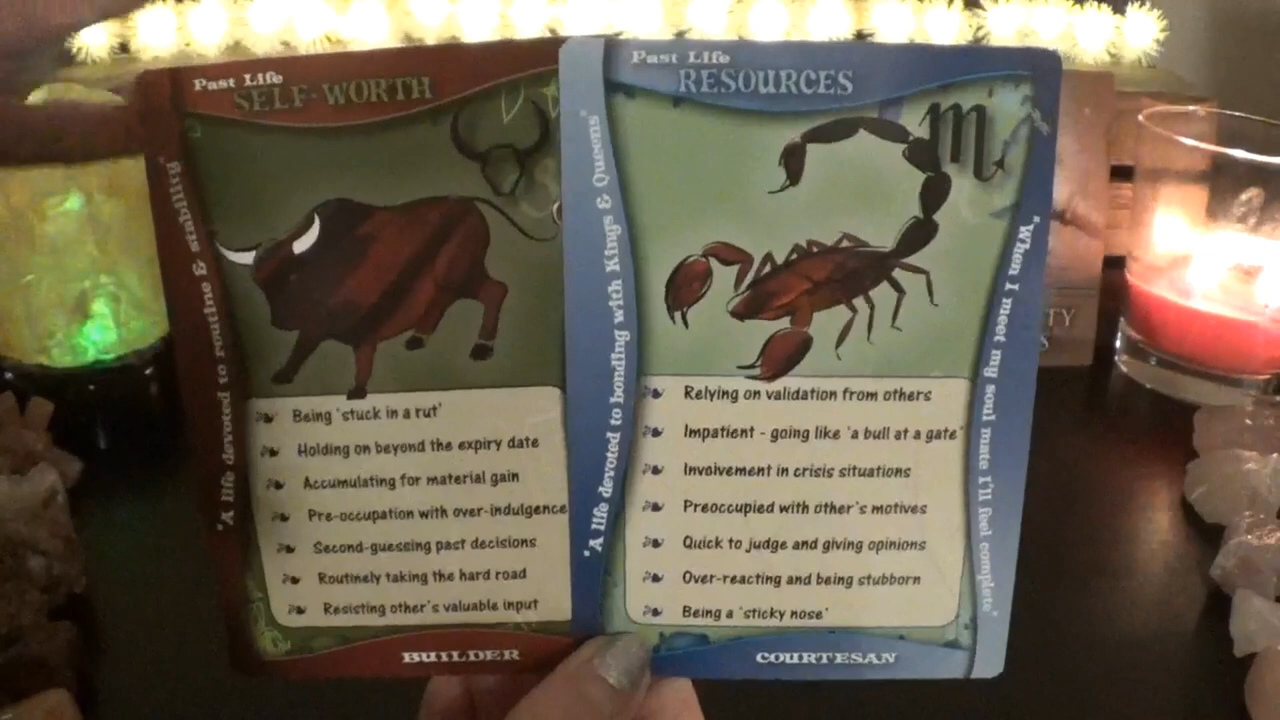 Past Life
SELF-WORTH
"A life devoted to routine & stability"
Being 'stuck in a rut'
Holding on beyond the expiry date
Accumulating for material gain
Pre-occupation with over-indulgence
Second-guessing past decisions
Routinely taking the hard road
Resisting other's valuable input
BUILDER
Past Life
RESOURCES
"A life devoted to bonding with Kings & Queens"
"When I meet my soul mate I'll feel complete"
Relying on validation from others
Impatient - going like 'a bull at a gate'
Involvement in crisis situations
Preoccupied with other's motives
Quick to judge and giving opinions
Over-reacting and being stubborn
Being a 'sticky nose'
COURTESAN